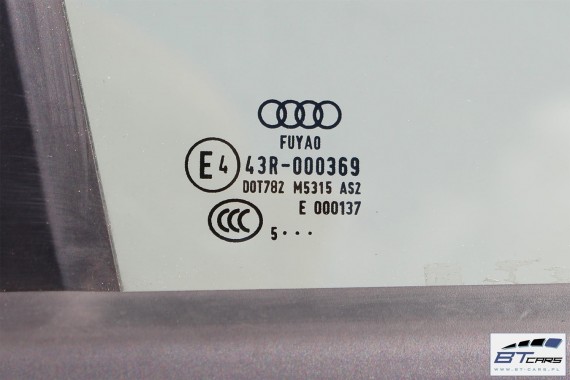 FUYAO
E4 43R-000369
DOT782 M5315 AS2
CCC E 000137
5...
BT CARS
WWW.BT-CARS.PL